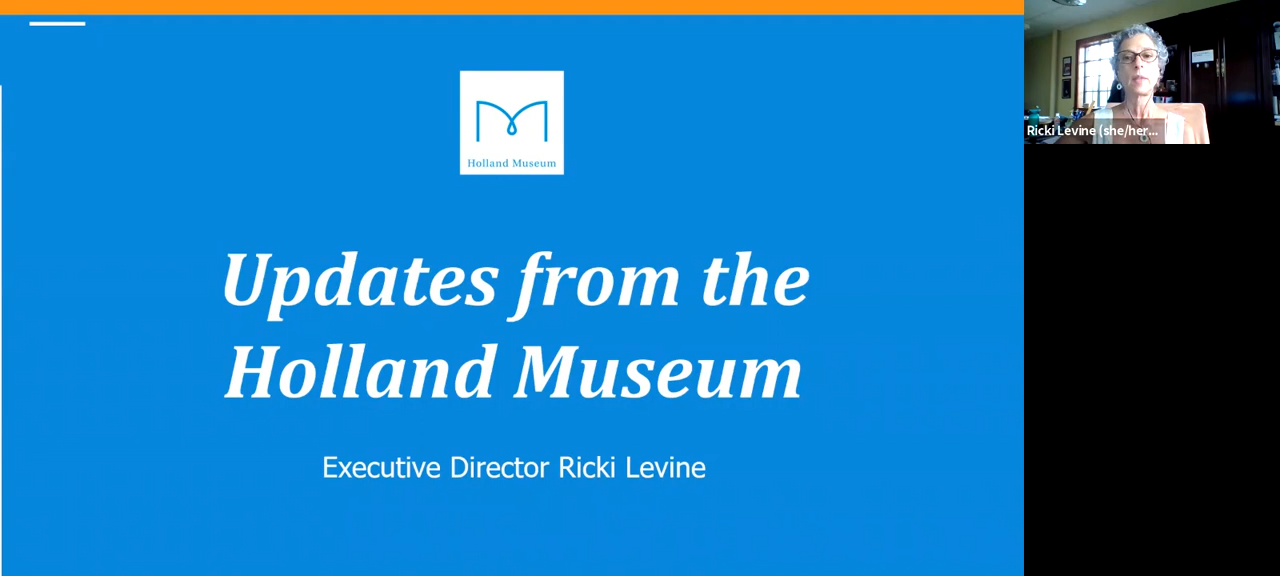 Holland Museum
Updates from the
Holland Museum
Executive Director Ricki Levine
Ricki Levine (she/her...